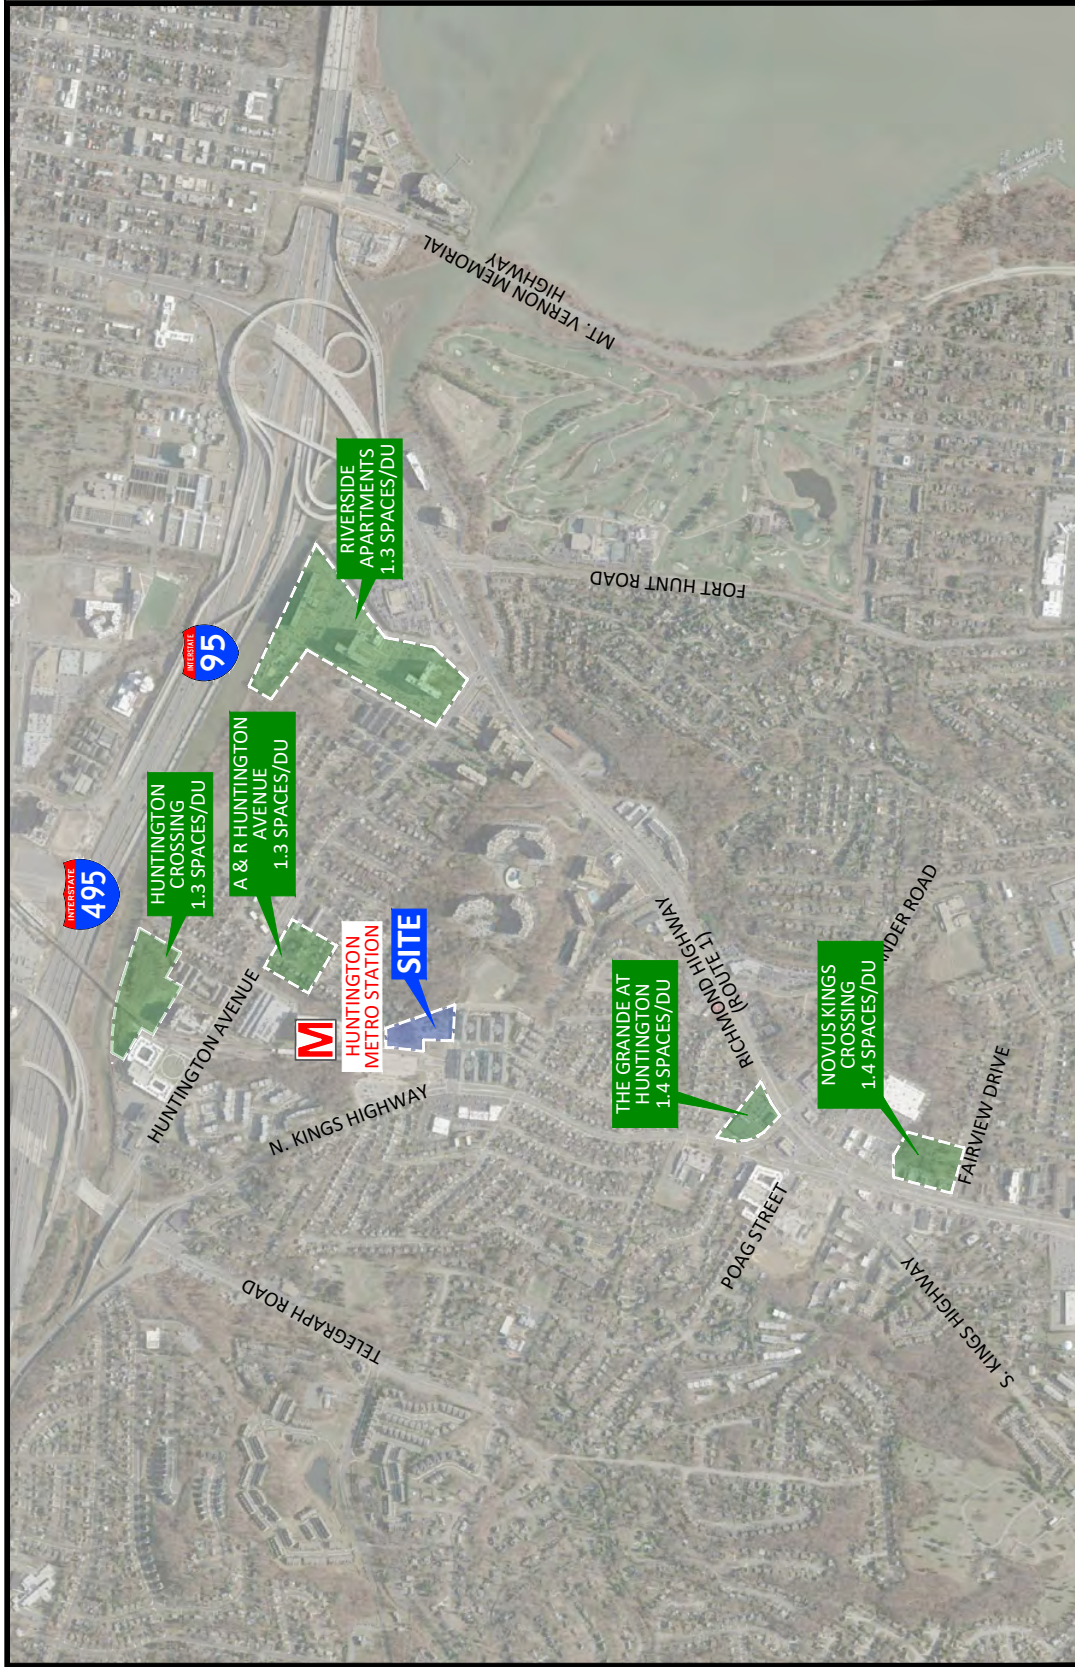 INTERSTATE
495
INTERSTATE
95
HUNTINGTON
CROSSING
1.3 SPACES/DU
A & R HUNTINGTON
AVENUE
1.3 SPACES/DU
RIVERSIDE
APARTMENTS
1.3 SPACES/DU
MT. VERNON MEMORIAL
HIGHWAY
HUNTINGTON AVENUE
M
HUNTINGTON
METRO STATION
SITE
N. KINGS HIGHWAY
TELEGRAPH ROAD
FORT HUNT ROAD
THE GRANDE AT
HUNTINGTON
1.4 SPACES/DU
RICHMOND HIGHWAY
(ROUTE 1)
POAG STREET
NOVUS KINGS
CROSSING
1.4 SPACES/DU
NDER ROAD
FAIRVIEW DRIVE
S. KINGS HIGHWAY